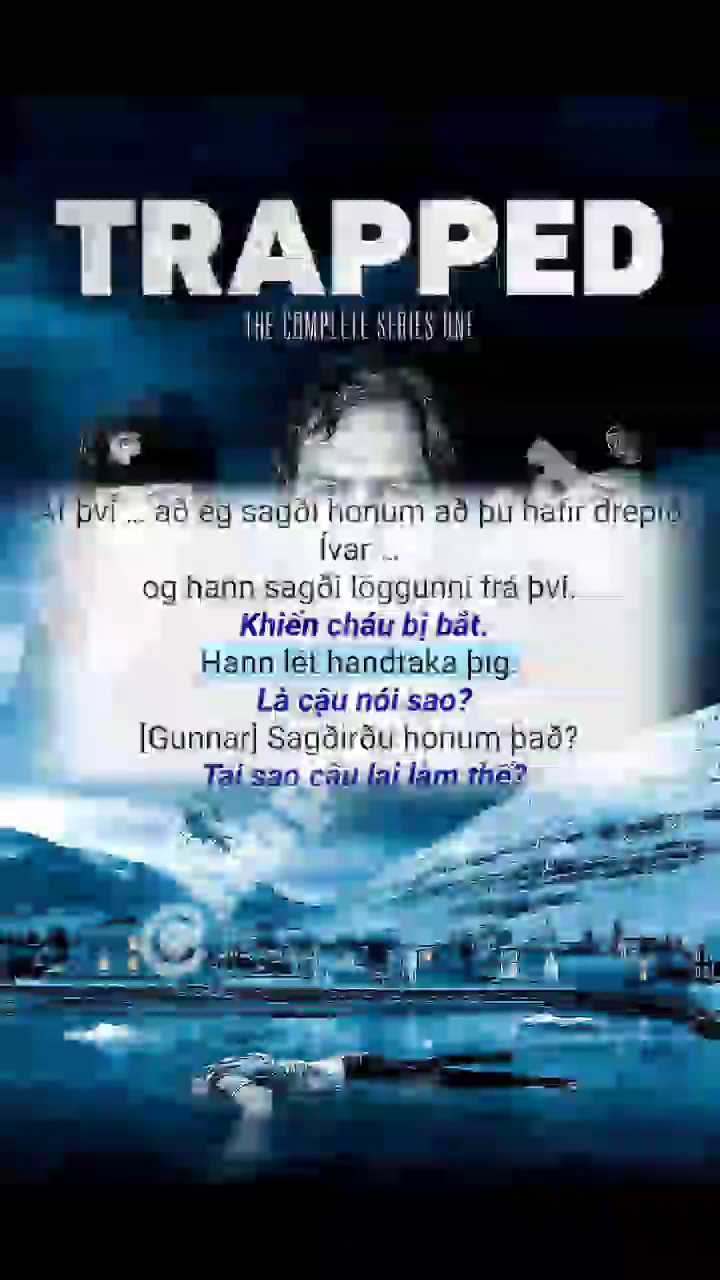 TRAPPED
THE COMPLETE SERIES ONE
Af því ... að ég sagði honum að þú hafir drepið
Ívar ...
og hann sagði löggunni frá því.
Khiến cháu bị bắt.
Hann lét handtaka þig.
Là cậu nói sao?
[Gunnar] Sagðirðu honum það?
Tại sao cậu lại làm thế?